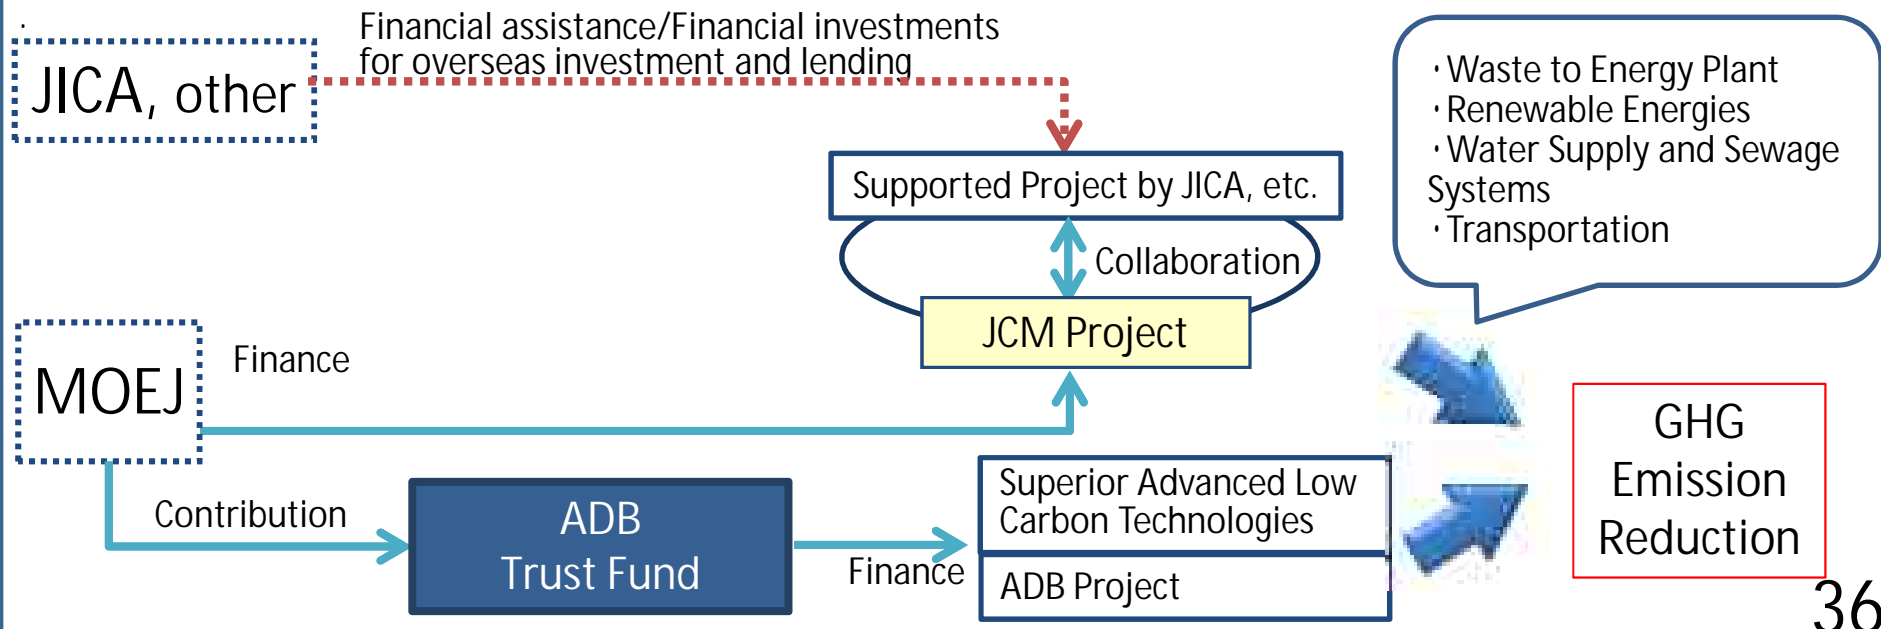 Financial assistance/Financial investments
for overseas investment and lending
JICA, other
・Waste to Energy Plant
・Renewable Energies
・Water Supply and Sewage
Systems
・Transportation
Supported Project by JICA, etc.
Collaboration
JCM Project
MOEJ
Finance
GHG
Emission
Reduction
Contribution
ADB
Trust Fund
Finance
Superior Advanced Low
Carbon Technologies
ADB Project
36